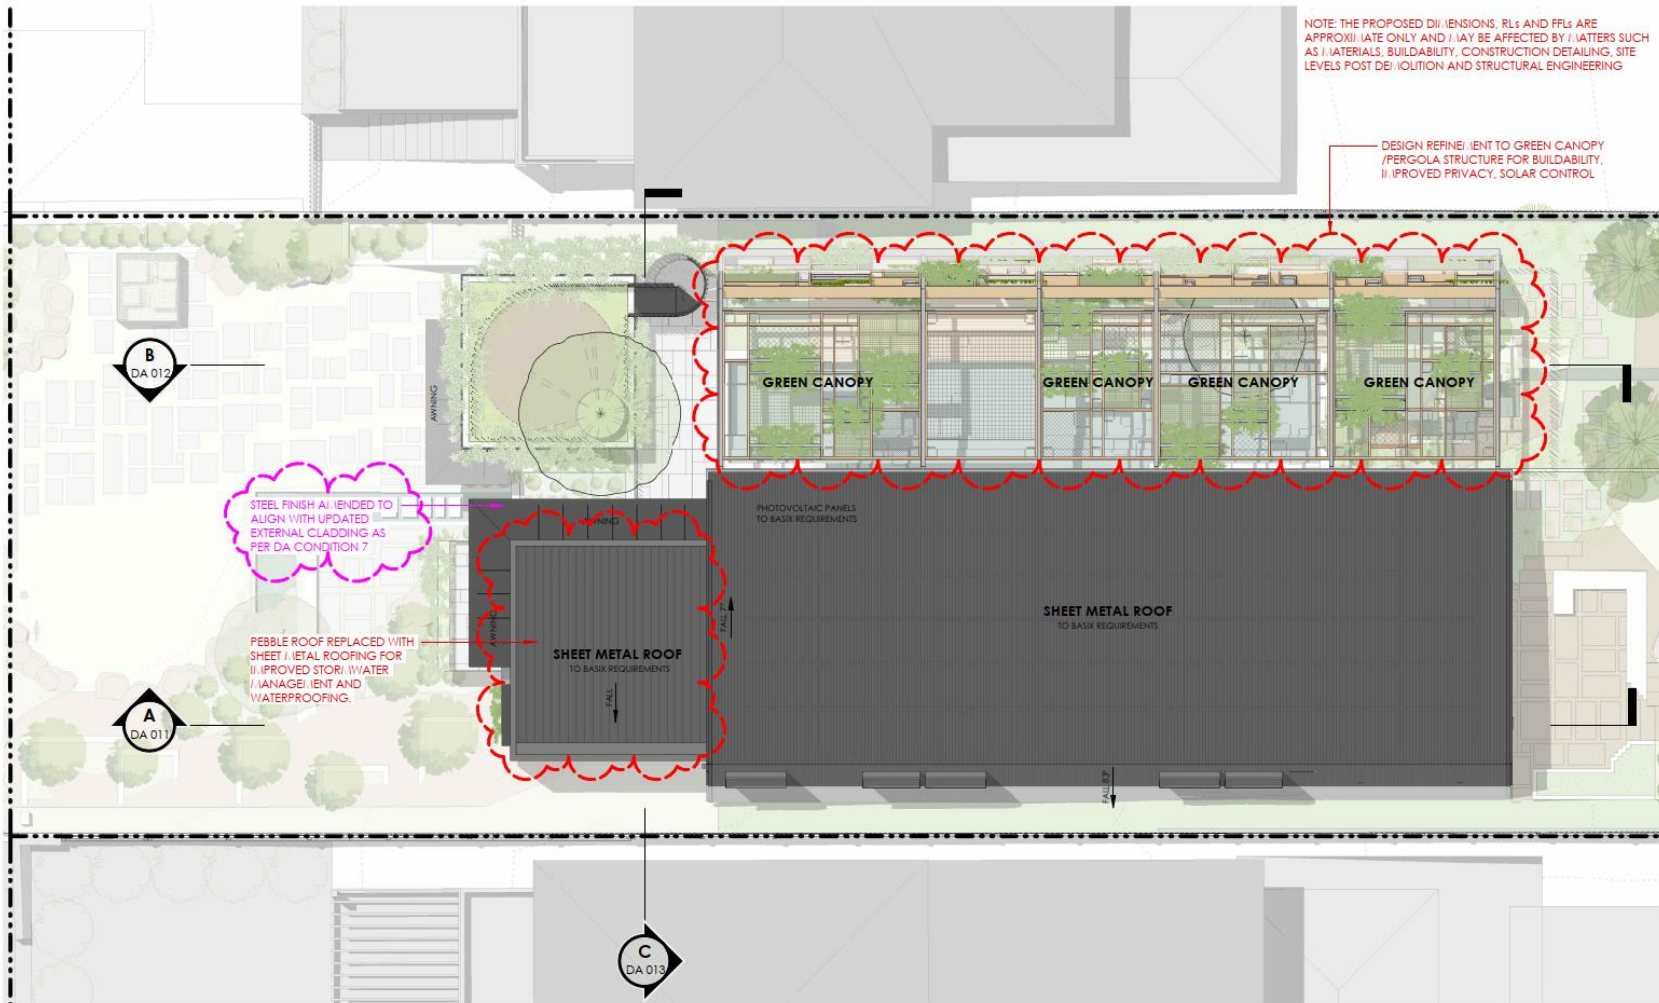 NOTE: THE PROPOSED DIMENSIONS, RLs AND FFLs ARE
APPROXIMATE ONLY AND MAY BE AFFECTED BY MATTERS SUCH
AS MATERIALS, BUILDABILITY, CONSTRUCTION DETAILING, SITE
LEVELS POST DEMOLITION AND STRUCTURAL ENGINEERING
DESIGN REFINEMENT TO GREEN CANOPY
/PERGOLA STRUCTURE FOR BUILDABILITY,
IMPROVED PRIVACY, SOLAR CONTROL
B
DA 012
AWNING
GREEN CANOPY
GREEN CANOPY
GREEN CANOPY
GREEN CANOPY
STEEL FINISH AMENDED TO
ALIGN WITH UPDATED
EXTERNAL CLADDING AS
PER DA CONDITION 7
AWNING
PHOTOVOLTAIC PANELS
TO BASIX REQUIREMENTS
AWNING
FALL 7°
SHEET METAL ROOF
TO BASIX REQUIREMENTS
PEBBLE ROOF REPLACED WITH
SHEET METAL ROOFING FOR
IMPROVED STORMWATER
MANAGEMENT AND
WATERPROOFING.
SHEET METAL ROOF
TO BASIX REQUIREMENTS
FALL
A
DA 011
FALL 83°
C
DA 013